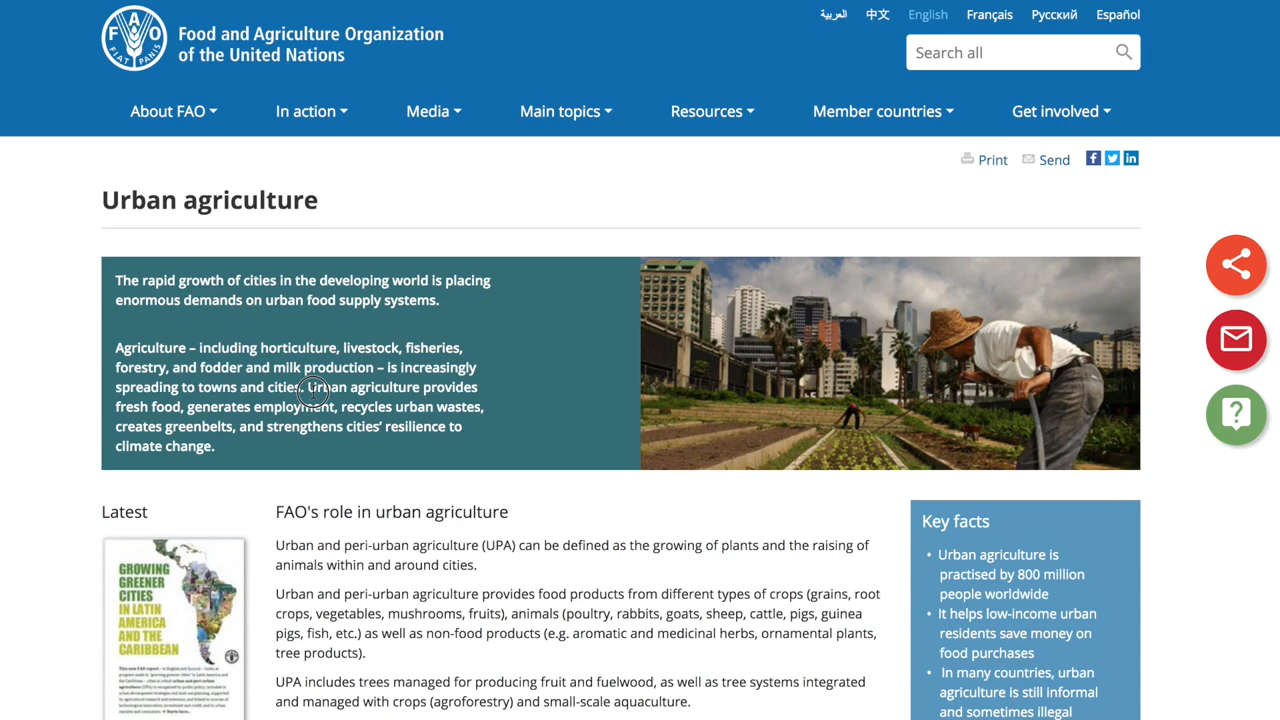 F A O
FIAT PANIS
Food and Agriculture Organization
of the United Nations
العربية 中文 English Français Русский Español
Search all
About FAO In action Media Main topics Resources Member countries Get involved
Print Send
Urban agriculture
The rapid growth of cities in the developing world is placing
enormous demands on urban food supply systems.
Agriculture – including horticulture, livestock, fisheries,
forestry, and fodder and milk production – is increasingly
spreading to towns and cities. Urban agriculture provides
fresh food, generates employment, recycles urban wastes,
creates greenbelts, and strengthens cities’ resilience to
climate change.
Latest
GROWING
GREENER
CITIES
IN LATIN
AMERICA
AND THE
CARIBBEAN
FAO's role in urban agriculture
Urban and peri-urban agriculture (UPA) can be defined as the growing of plants and the raising of
animals within and around cities.
Urban and peri-urban agriculture provides food products from different types of crops (grains, root
crops, vegetables, mushrooms, fruits), animals (poultry, rabbits, goats, sheep, cattle, pigs, guinea
pigs, fish, etc.) as well as non-food products (e.g. aromatic and medicinal herbs, ornamental plants,
tree products).
UPA includes trees managed for producing fruit and fuelwood, as well as tree systems integrated
and managed with crops (agroforestry) and small-scale aquaculture.
Key facts
• Urban agriculture is
practised by 800 million
people worldwide
• It helps low-income urban
residents save money on
food purchases
• In many countries, urban
agriculture is still informal
and sometimes illegal